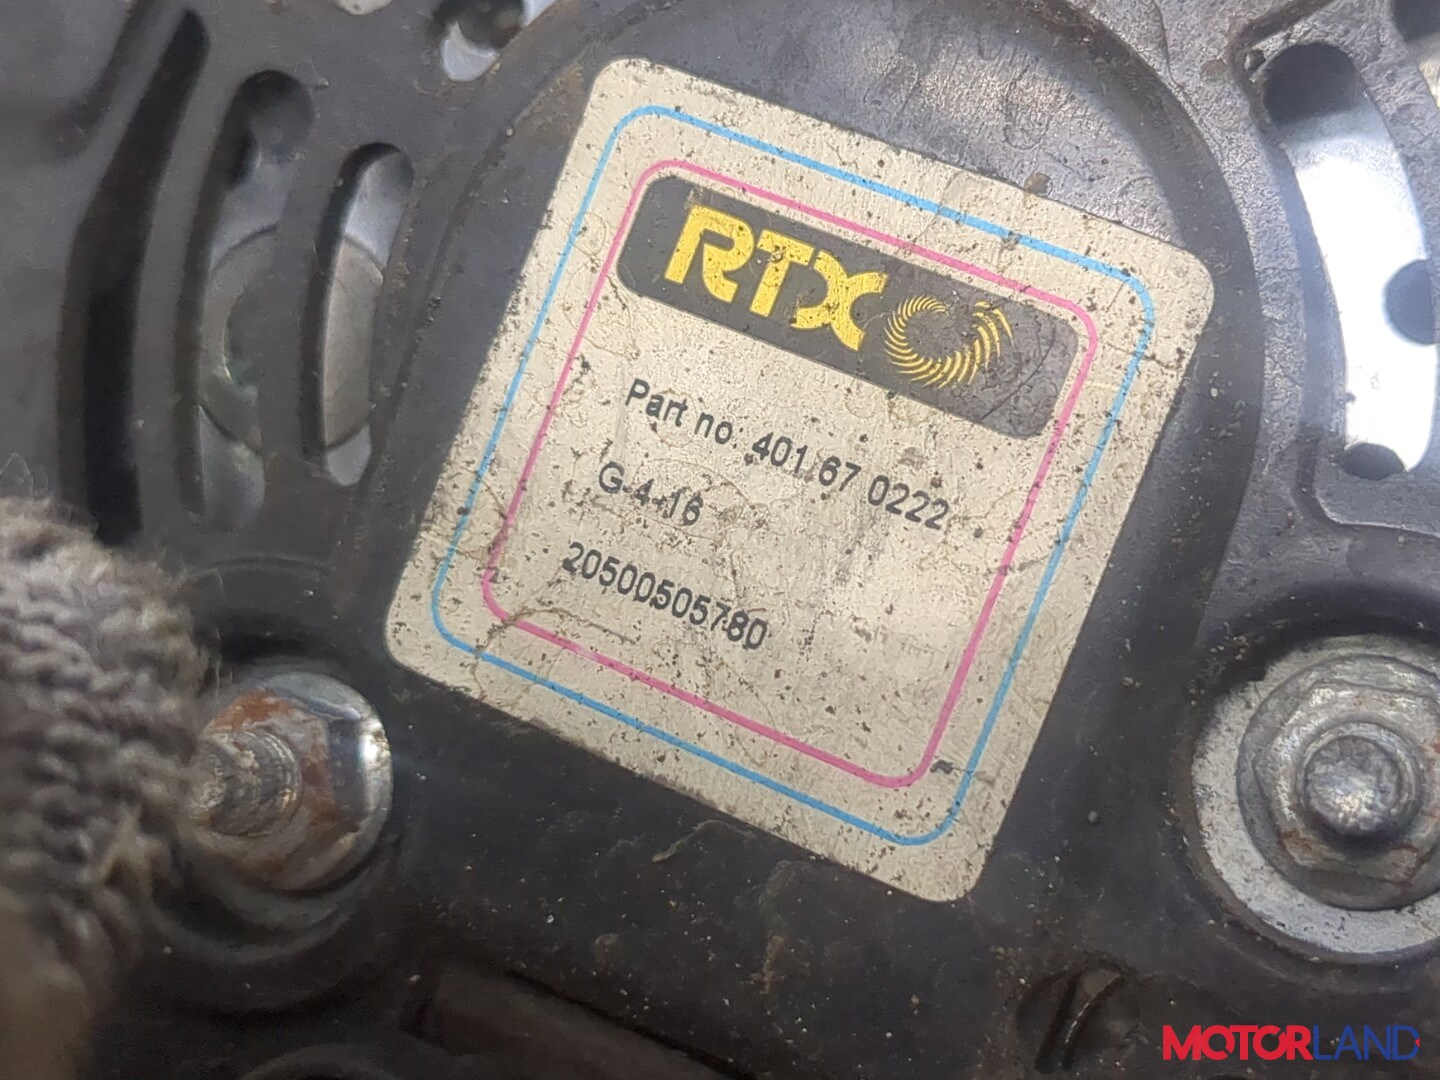 RTX
Part no. 401.67 0222
G-4-16
20500505780
MOTORLAND